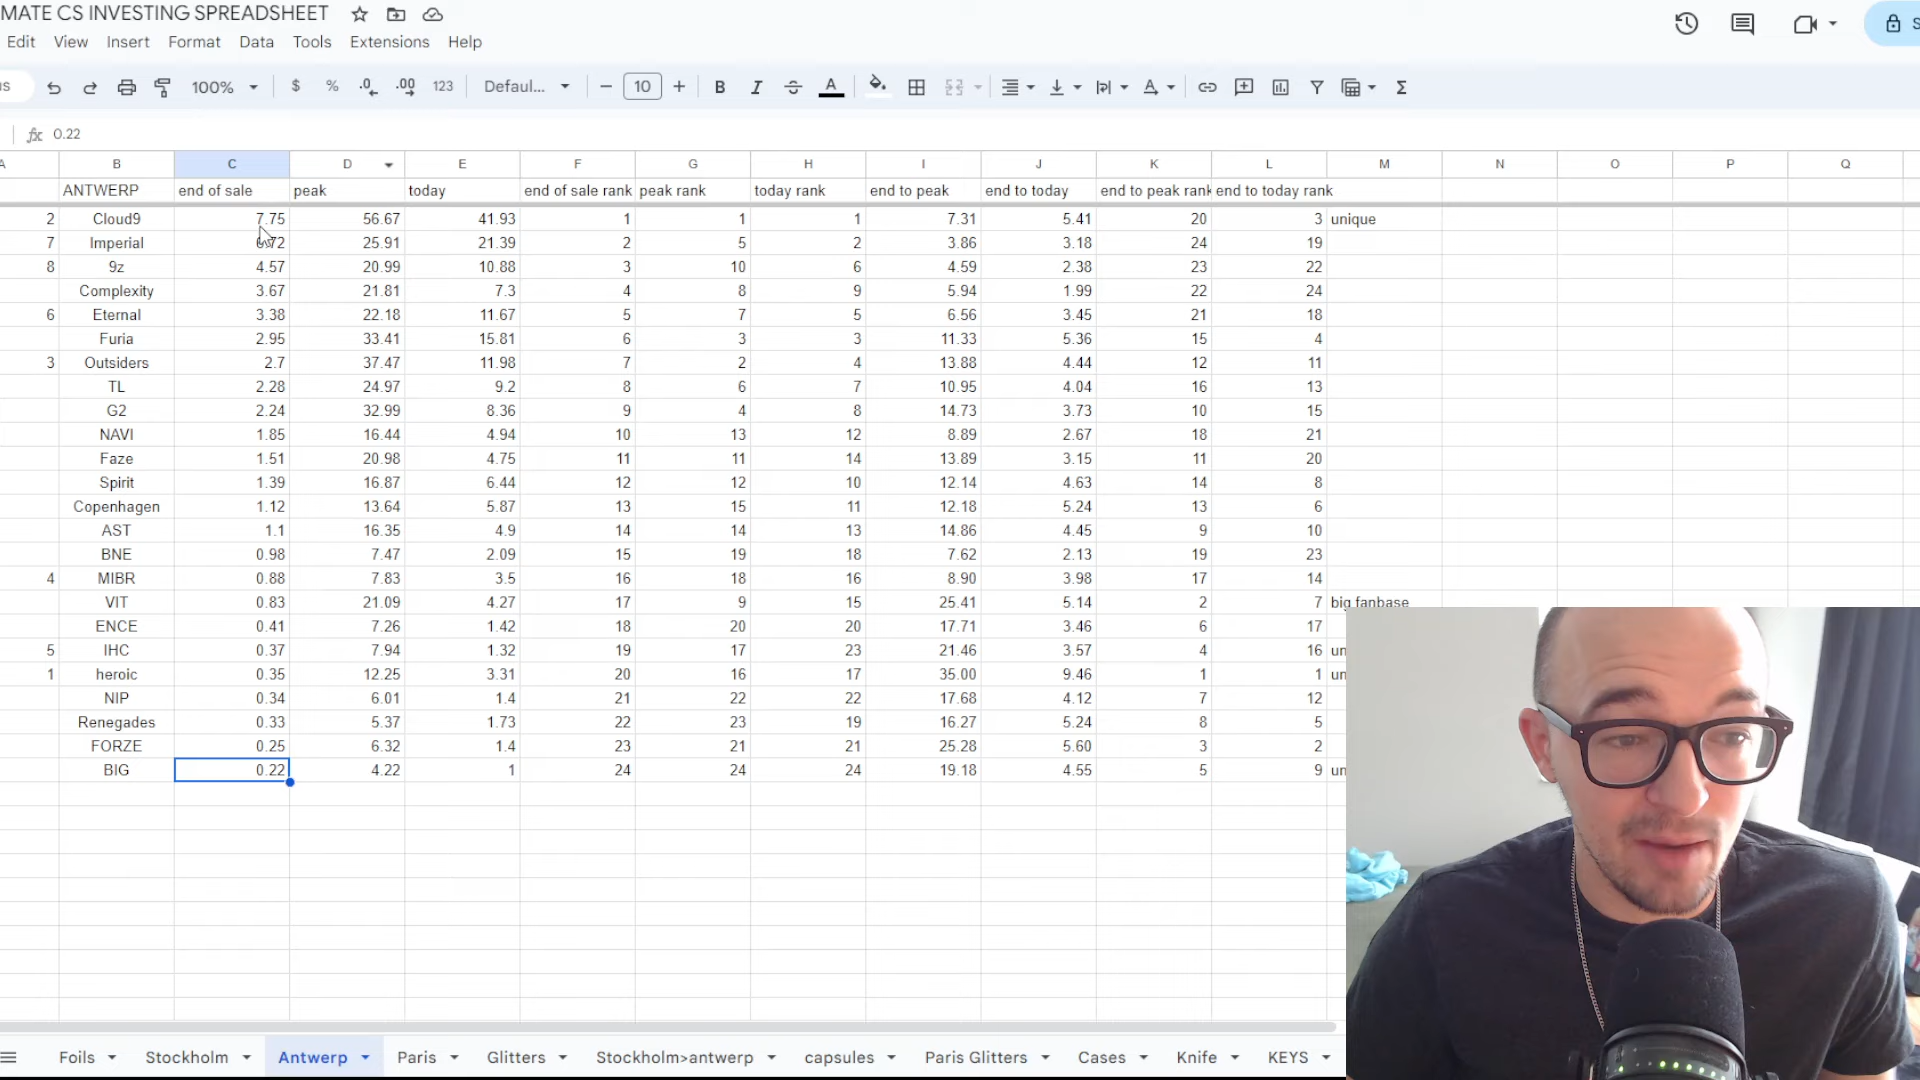 MATE CS INVESTING SPREADSHEET
Edit View Insert Format Data Tools Extensions Help
100% $ % .0 .00 123 Defaul... − 10 + B I A Σ
fx 0.22
A B C D E F G H I J K L M N O P Q
ANTWERP end of sale peak today end of sale rank peak rank today rank end to peak end to today end to peak rank end to today rank
2 Cloud9 7.75 56.67 41.93 1 1 1 7.31 5.41 20 3 unique
7 Imperial 72 25.91 21.39 2 5 2 3.86 3.18 24 19
8 9z 4.57 20.99 10.88 3 10 6 4.59 2.38 23 22
Complexity 3.67 21.81 7.3 4 8 9 5.94 1.99 22 24
6 Eternal 3.38 22.18 11.67 5 7 5 6.56 3.45 21 18
Furia 2.95 33.41 15.81 6 3 3 11.33 5.36 15 4
3 Outsiders 2.7 37.47 11.98 7 2 4 13.88 4.44 12 11
TL 2.28 24.97 9.2 8 6 7 10.95 4.04 16 13
G2 2.24 32.99 8.36 9 4 8 14.73 3.73 10 15
NAVI 1.85 16.44 4.94 10 13 12 8.89 2.67 18 21
Faze 1.51 20.98 4.75 11 11 14 13.89 3.15 11 20
Spirit 1.39 16.87 6.44 12 12 10 12.14 4.63 14 8
Copenhagen 1.12 13.64 5.87 13 15 11 12.18 5.24 13 6
AST 1.1 16.35 4.9 14 14 13 14.86 4.45 9 10
BNE 0.98 7.47 2.09 15 19 18 7.62 2.13 19 23
4 MIBR 0.88 7.83 3.5 16 18 16 8.90 3.98 17 14
VIT 0.83 21.09 4.27 17 9 15 25.41 5.14 2 7 big fanbase
ENCE 0.41 7.26 1.42 18 20 20 17.71 3.46 6 17
5 IHC 0.37 7.94 1.32 19 17 23 21.46 3.57 4 16 un
1 heroic 0.35 12.25 3.31 20 16 17 35.00 9.46 1 1 un
NIP 0.34 6.01 1.4 21 22 22 17.68 4.12 7 12
Renegades 0.33 5.37 1.73 22 23 19 16.27 5.24 8 5
FORZE 0.25 6.32 1.4 23 21 21 25.28 5.60 3 2
BIG 0.22 4.22 1 24 24 24 19.18 4.55 5 9 un
Foils Stockholm Antwerp Paris Glitters Stockholm>antwerp capsules Paris Glitters Cases Knife KEYS